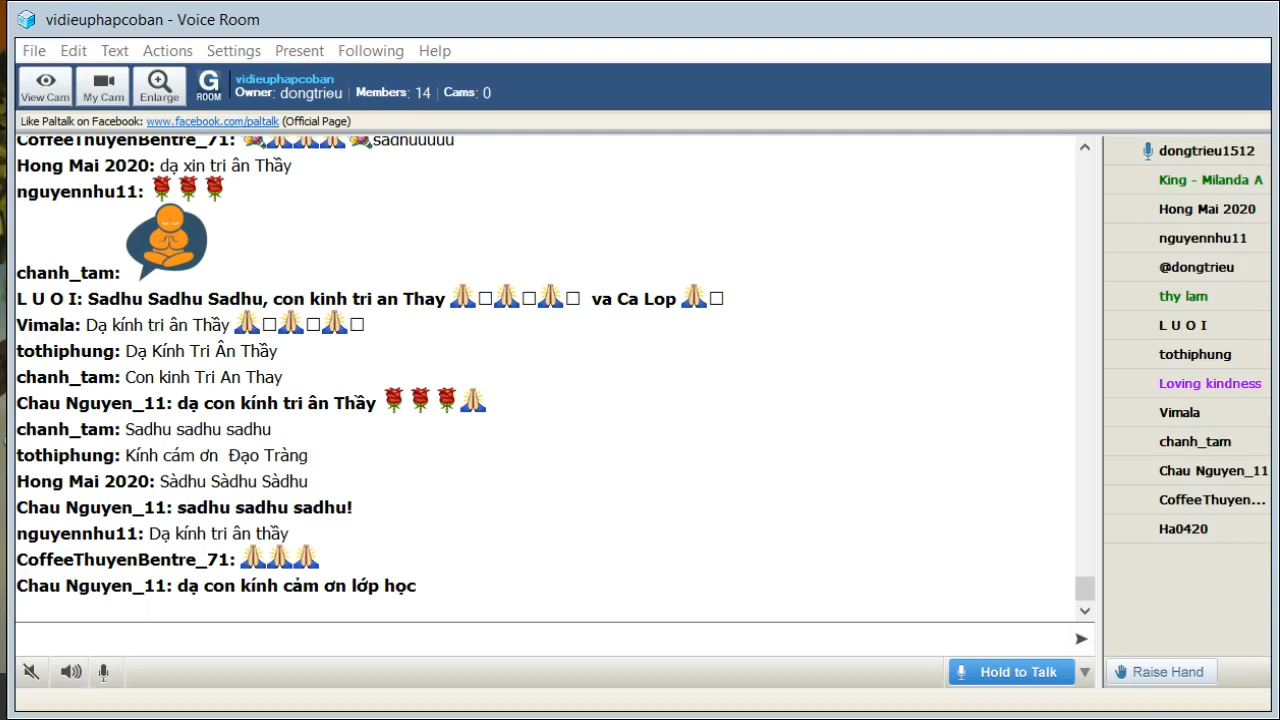 vidieuphapcoban - Voice Room
File Edit Text Actions Settings Present Following Help
View Cam My Cam Enlarge G ROOM vidieuphapcoban
Owner: dongtrieu | Members: 14 | Cams: 0
Like Paltalk on Facebook: www.facebook.com/paltalk (Official Page)
CoffeeThuyenBentre_71: 💐🙏🙏🙏💐sadhuuuuu
Hong Mai 2020: dạ xin tri ân Thầy
nguyennhu11: 🌹🌹🌹
chanh_tam:
L U O I: Sadhu Sadhu Sadhu, con kinh tri an Thay 🙏□🙏□🙏□ va Ca Lop 🙏□
Vimala: Dạ kính tri ân Thầy 🙏□🙏□🙏□
tothiphung: Dạ Kính Tri Ân Thầy
chanh_tam: Con kinh Tri An Thay
Chau Nguyen_11: dạ con kính tri ân Thầy 🌹🌹🌹🙏
chanh_tam: Sadhu sadhu sadhu
tothiphung: Kính cám ơn Đạo Tràng
Hong Mai 2020: Sàdhu Sàdhu Sàdhu
Chau Nguyen_11: sadhu sadhu sadhu!
nguyennhu11: Dạ kính tri ân thầy
CoffeeThuyenBentre_71: 🙏🙏🙏
Chau Nguyen_11: dạ con kính cảm ơn lớp học
Hold to Talk
dongtrieu1512
King - Milanda A
Hong Mai 2020
nguyennhu11
@dongtrieu
thy lam
L U O I
tothiphung
Loving kindness
Vimala
chanh_tam
Chau Nguyen_11
CoffeeThuyen...
Ha0420
Raise Hand